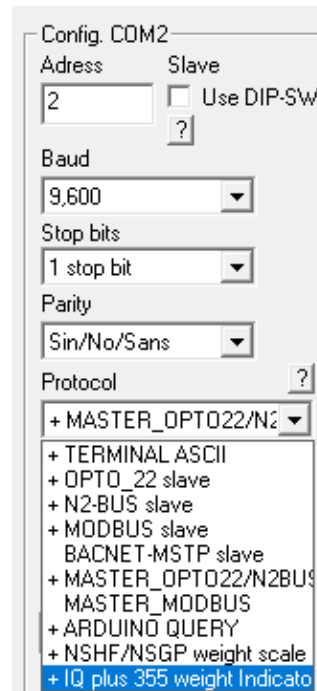 Config. COM2
Adress Slave
2 Use DIP-SW
?
Baud
9,600
Stop bits
1 stop bit
Parity
Sin/No/Sans
Protocol ?
+ MASTER_OPTO22/N2
+ TERMINAL ASCII
+ OPTO_22 slave
+ N2-BUS slave
+ MODBUS slave
BACNET-MSTP slave
+ MASTER_OPTO22/N2BUS
MASTER_MODBUS
+ ARDUINO QUERY
+ NSHF/NSGP weight scale
+ IQ plus 355 weight Indicato